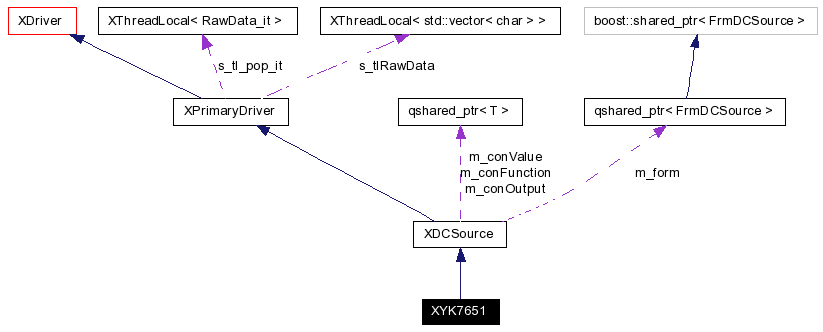 XDriver
XThreadLocal< RawData_it >
XThreadLocal< std::vector< char > >
boost::shared_ptr< FrmDCSource >
s_tl_pop_it
s_tlRawData
XPrimaryDriver
qshared_ptr< T >
qshared_ptr< FrmDCSource >
m_conValue
m_conFunction
m_conOutput
m_form
XDCSource
XYK7651